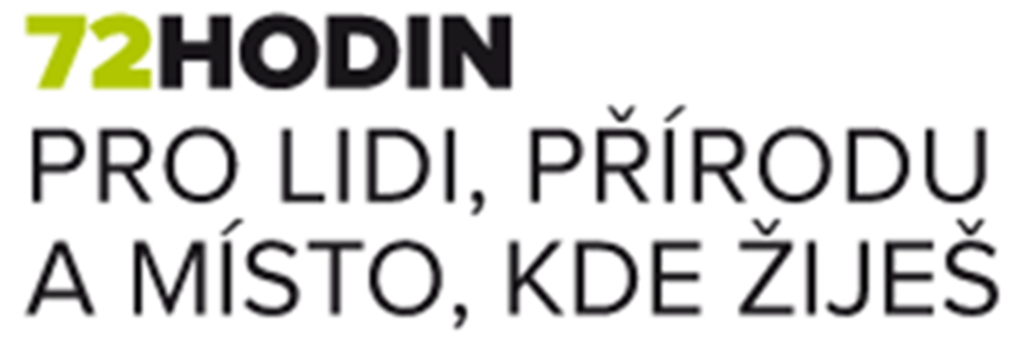 72HODIN
PRO LIDI, PŘÍRODU
A MÍSTO, KDE ŽIJEŠ